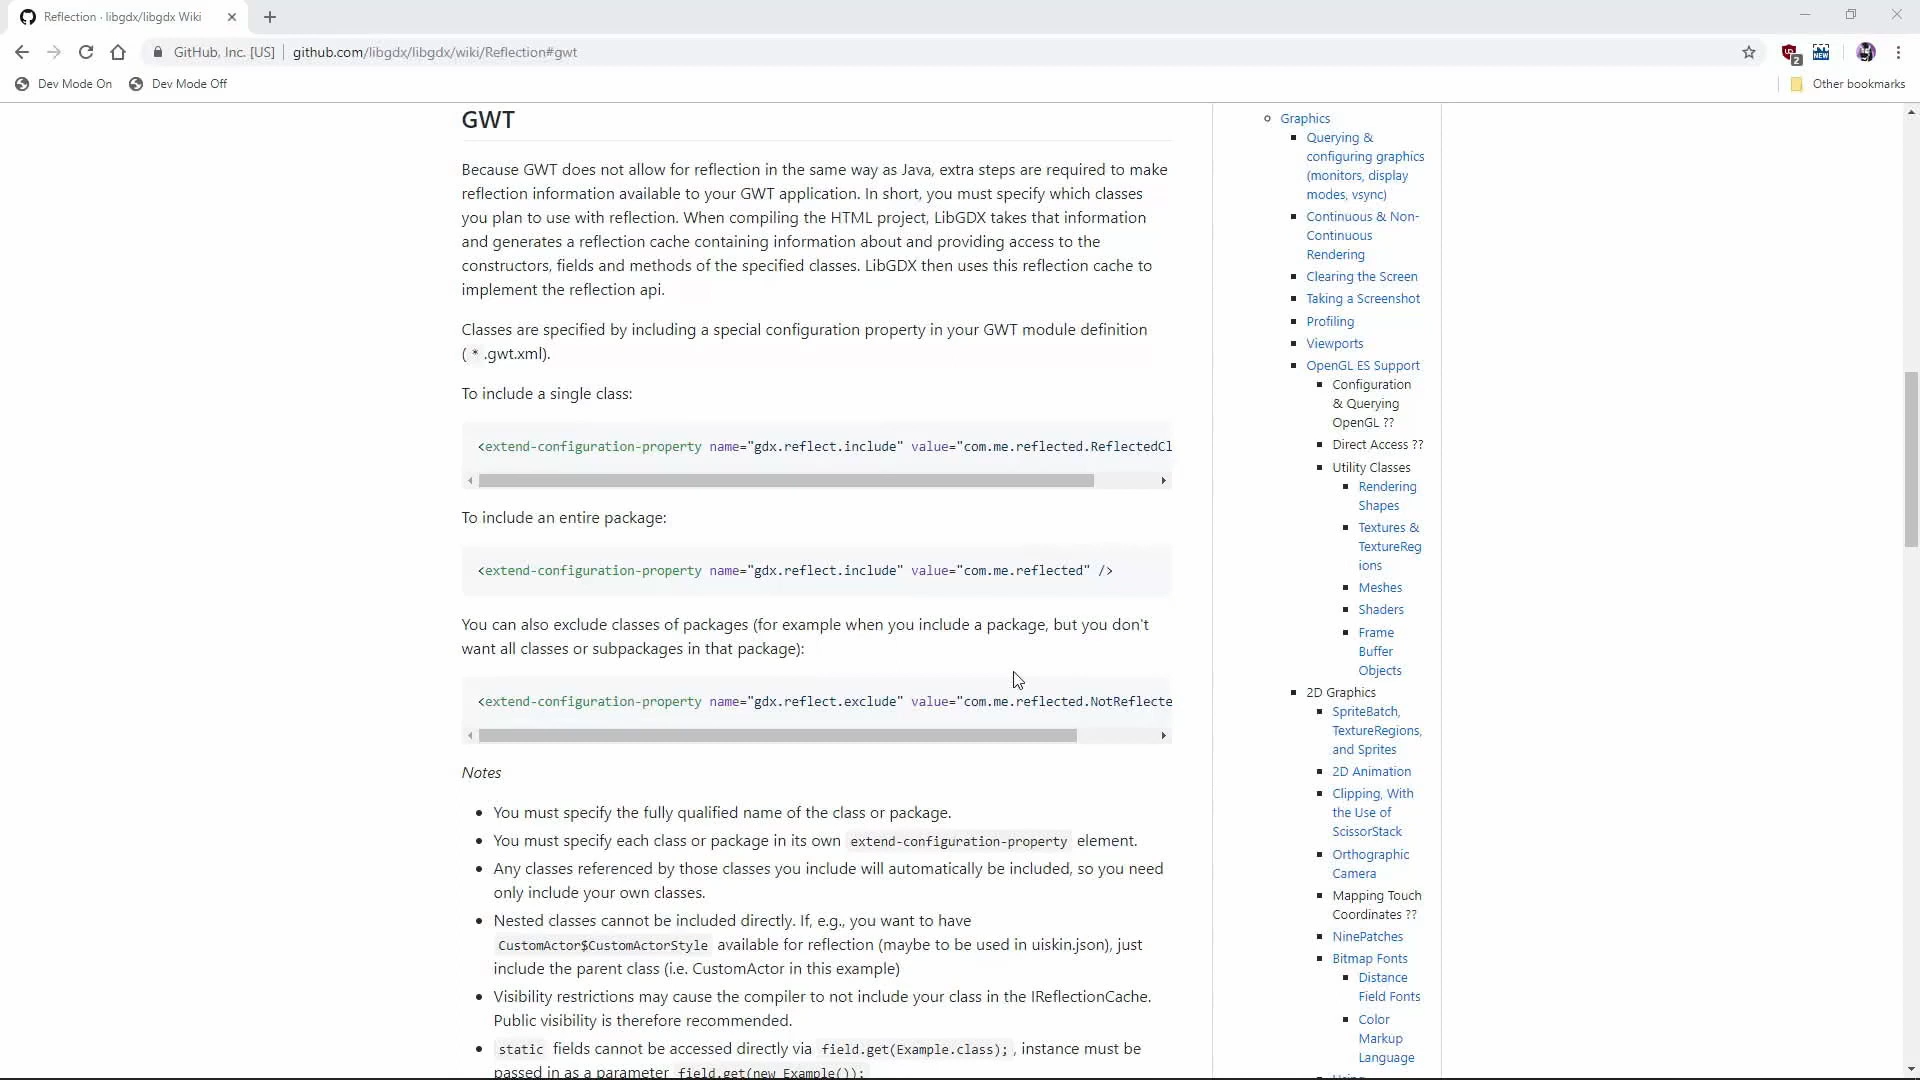 Reflection · libgdx/libgdx Wiki
GitHub, Inc. [US]
github.com/libgdx/libgdx/wiki/Reflection#gwt
2
NEW
Dev Mode On
Dev Mode Off
Other bookmarks
GWT
Because GWT does not allow for reflection in the same way as Java, extra steps are required to make
reflection information available to your GWT application. In short, you must specify which classes
you plan to use with reflection. When compiling the HTML project, LibGDX takes that information
and generates a reflection cache containing information about and providing access to the
constructors, fields and methods of the specified classes. LibGDX then uses this reflection cache to
implement the reflection api.
Classes are specified by including a special configuration property in your GWT module definition
( * .gwt.xml).
To include a single class:
<extend-configuration-property name="gdx.reflect.include" value="com.me.reflected.ReflectedCl
To include an entire package:
<extend-configuration-property name="gdx.reflect.include" value="com.me.reflected" />
You can also exclude classes of packages (for example when you include a package, but you don't
want all classes or subpackages in that package):
<extend-configuration-property name="gdx.reflect.exclude" value="com.me.reflected.NotReflecte
Notes
You must specify the fully qualified name of the class or package.
You must specify each class or package in its own extend-configuration-property element.
Any classes referenced by those classes you include will automatically be included, so you need
only include your own classes.
Nested classes cannot be included directly. If, e.g., you want to have
CustomActor$CustomActorStyle available for reflection (maybe to be used in uiskin.json), just
include the parent class (i.e. CustomActor in this example)
Visibility restrictions may cause the compiler to not include your class in the IReflectionCache.
Public visibility is therefore recommended.
static fields cannot be accessed directly via field.get(Example.class); , instance must be
passed in as a parameter field.get(new Example());
Graphics
Querying &
configuring graphics
(monitors, display
modes, vsync)
Continuous & Non-
Continuous
Rendering
Clearing the Screen
Taking a Screenshot
Profiling
Viewports
OpenGL ES Support
Configuration
& Querying
OpenGL ??
Direct Access ??
Utility Classes
Rendering
Shapes
Textures &
TextureReg
ions
Meshes
Shaders
Frame
Buffer
Objects
2D Graphics
SpriteBatch,
TextureRegions,
and Sprites
2D Animation
Clipping, With
the Use of
ScissorStack
Orthographic
Camera
Mapping Touch
Coordinates ??
NinePatches
Bitmap Fonts
Distance
Field Fonts
Color
Markup
Language
Using